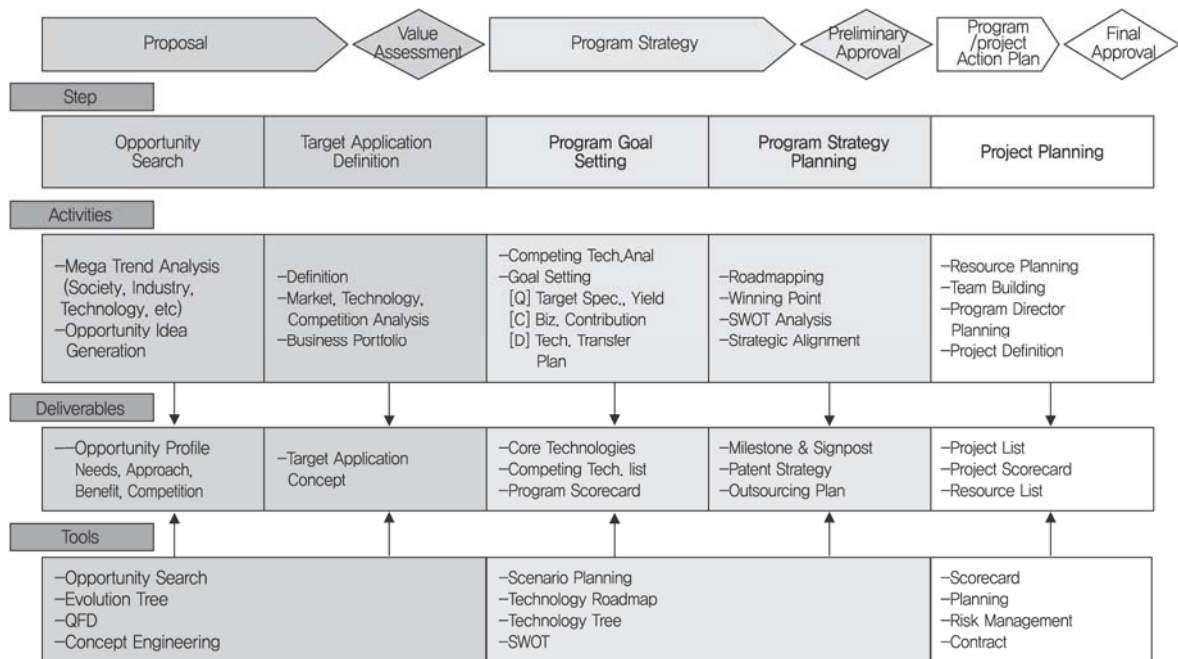 Proposal
Value
Assessment
Program Strategy
Preliminary
Approval
Program
/project
Action Plan
Final
Approval
Step
Opportunity
Search
Target Application
Definition
Program Goal
Setting
Program Strategy
Planning
Project Planning
Activities
–Mega Trend Analysis
(Society, Industry,
Technology, etc)
–Opportunity Idea
Generation
–Definition
–Market, Technology,
Competition Analysis
–Business Portfolio
–Competing Tech.Anal
–Goal Setting
[Q] Target Spec., Yield
[C] Biz. Contribution
[D] Tech. Transfer
Plan
–Roadmapping
–Winning Point
–SWOT Analysis
–Strategic Alignment
–Resource Planning
–Team Building
–Program Director
Planning
–Project Definition
Deliverables
–Opportunity Profile
Needs, Approach,
Benefit, Competition
–Target Application
Concept
–Core Technologies
–Competing Tech. list
–Program Scorecard
–Milestone & Signpost
–Patent Strategy
–Outsourcing Plan
–Project List
–Project Scorecard
–Resource List
Tools
–Opportunity Search
–Evolution Tree
–QFD
–Concept Engineering
–Scenario Planning
–Technology Roadmap
–Technology Tree
–SWOT
–Scorecard
–Planning
–Risk Management
–Contract